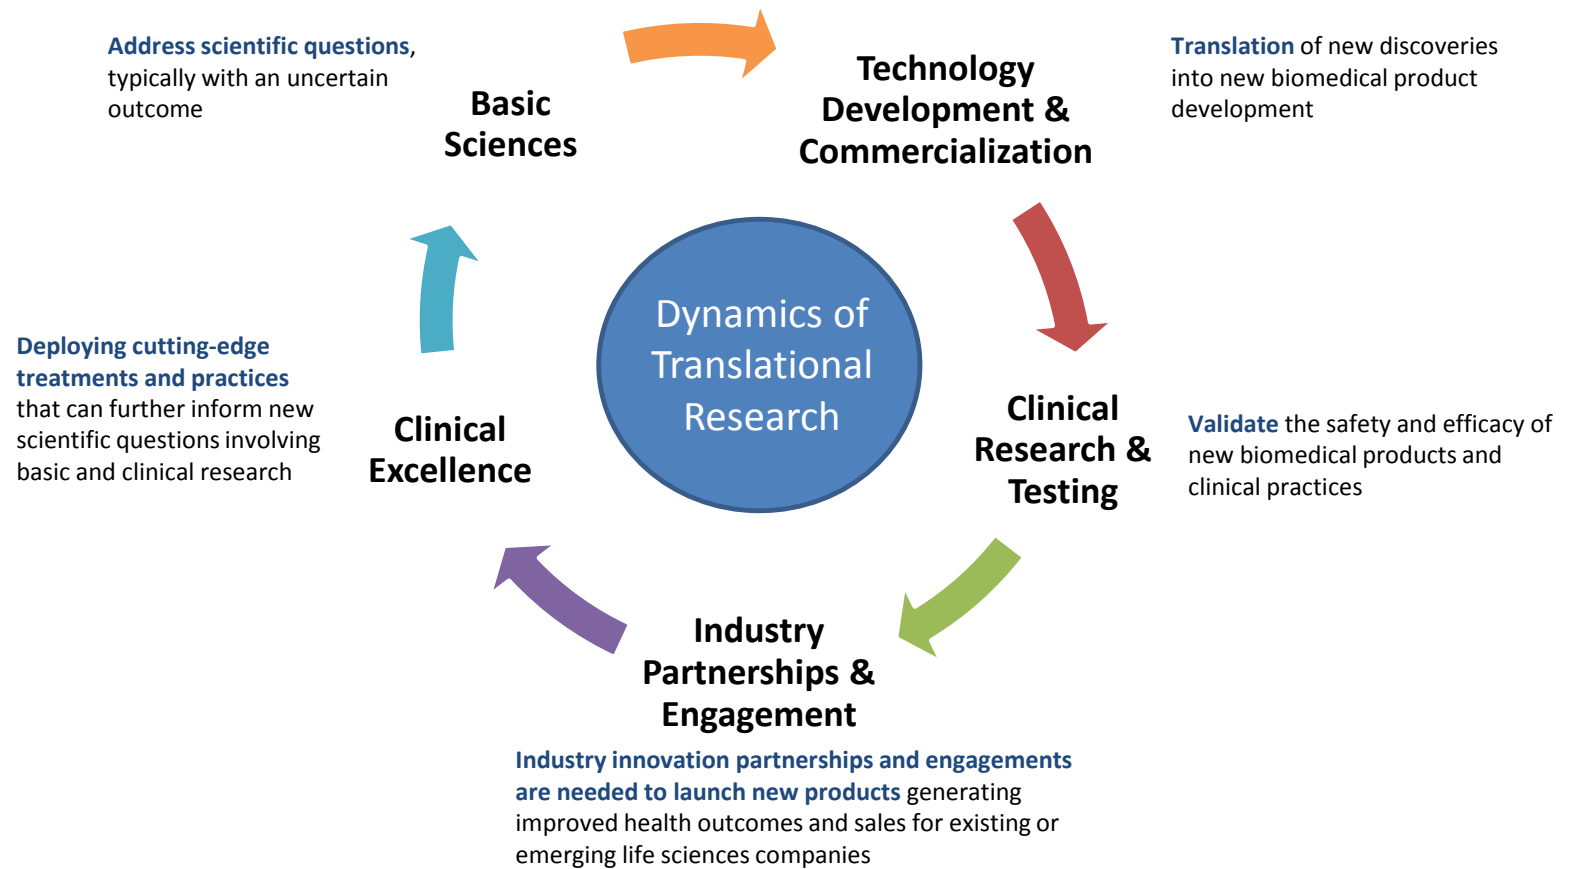 Address scientific questions,
typically with an uncertain
outcome
Basic
Sciences
Technology
Development &
Commercialization
Translation of new discoveries
into new biomedical product
development
Dynamics of
Translational
Research
Clinical
Research &
Testing
Validate the safety and efficacy of
new biomedical products and
clinical practices
Industry
Partnerships &
Engagement
Industry innovation partnerships and engagements
are needed to launch new products generating
improved health outcomes and sales for existing or
emerging life sciences companies
Clinical
Excellence
Deploying cutting-edge
treatments and practices
that can further inform new
scientific questions involving
basic and clinical research